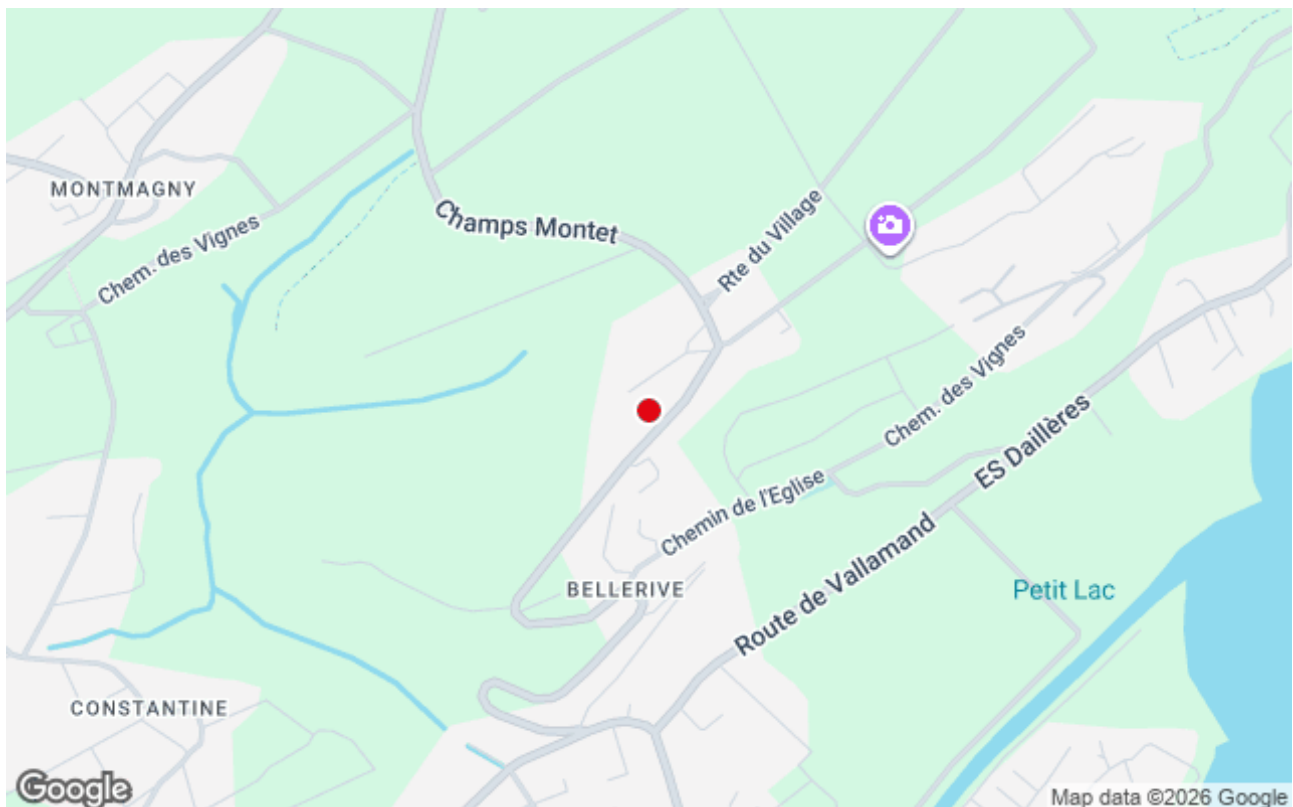 MONTMAGNY
Chem. des Vignes
Champs Montet
Rte du Village
Chem. des Vignes
ES Daillères
Chemin de l'Eglise
Route de Vallamand
BELLERIVE
Petit Lac
CONSTANTINE
Google
Map data ©2026 Google